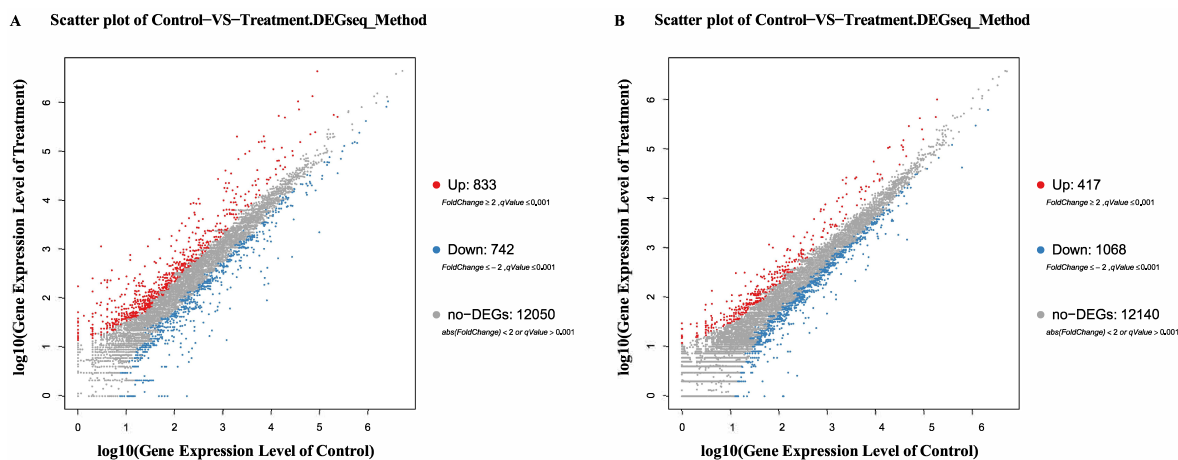 A
Scatter plot of Control−VS−Treatment.DEGseq_Method
log10(Gene Expression Level of Treatment)
6
5
4
3
2
1
0
0 1 2 3 4 5 6
log10(Gene Expression Level of Control)
Up: 833
FoldChange ≥ 2 ,qValue ≤0.001
Down: 742
FoldChange ≤ − 2 ,qValue ≤0.001
no−DEGs: 12050
abs(FoldChange) < 2 or qValue > 0.001
B
Scatter plot of Control−VS−Treatment.DEGseq_Method
log10(Gene Expression Level of Treatment)
6
5
4
3
2
1
0
0 1 2 3 4 5 6
log10(Gene Expression Level of Control)
Up: 417
FoldChange ≥ 2 ,qValue ≤0.001
Down: 1068
FoldChange ≤ − 2 ,qValue ≤0.001
no−DEGs: 12140
abs(FoldChange) < 2 or qValue > 0.001